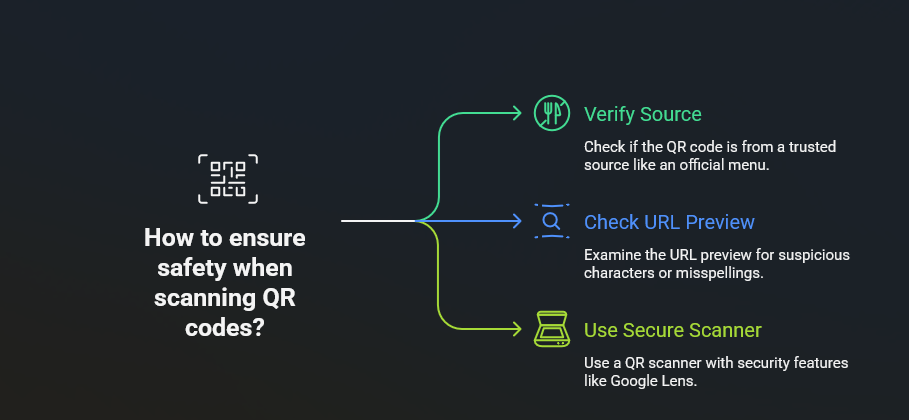 How to ensure
safety when
scanning QR
codes?
Verify Source
Check if the QR code is from a trusted
source like an official menu.
Check URL Preview
Examine the URL preview for suspicious
characters or misspellings.
Use Secure Scanner
Use a QR scanner with security features
like Google Lens.